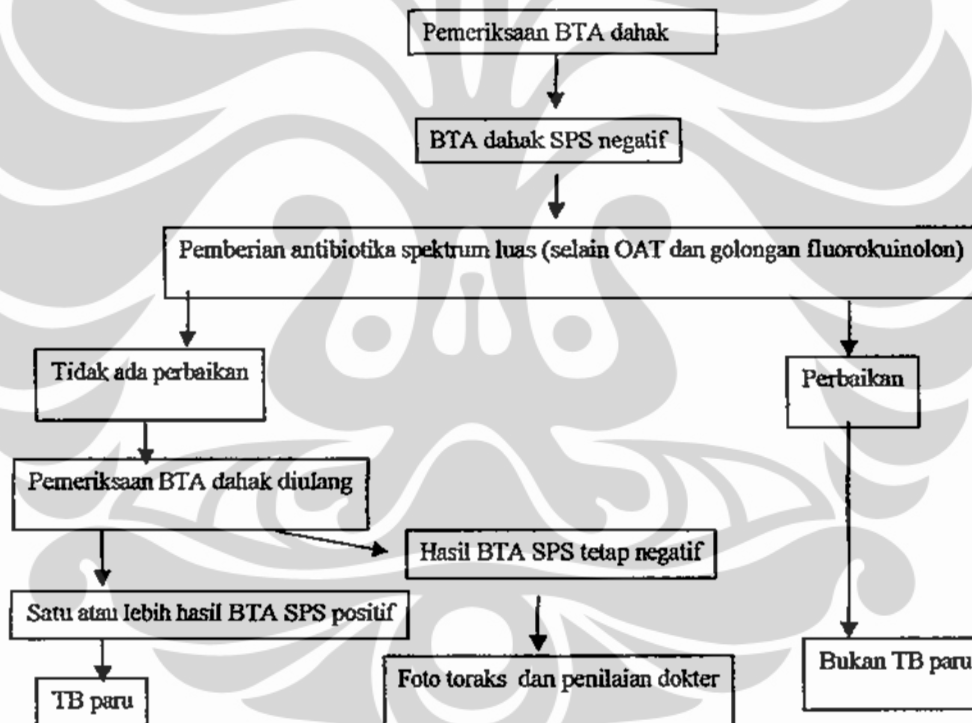 Pemeriksaan BTA dahak
BTA dahak SPS negatif
Pemberian antibiotika spektrum luas (selain OAT dan golongan fluorokuinolon)
Tidak ada perbaikan
Perbaikan
Pemeriksaan BTA dahak diulang
Hasil BTA SPS tetap negatif
Satu atau lebih hasil BTA SPS positif
Bukan TB paru
Foto toraks dan penilaian dokter
TB paru